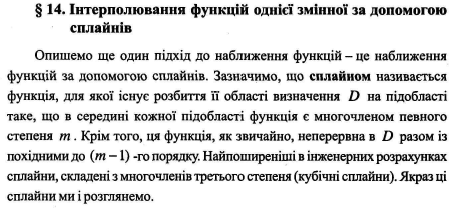 § 14. Інтерполювання функцій однієї змінної за допомогою
сплайнів
Опишемо ще один підхід до наближення функцій – це наближення
функцій за допомогою сплайнів. Зазначимо, що сплайном називається
функція, для якої існує розбиття її області визначення D на підобласті
таке, що в середині кожної підобласті функція є многочленом певного
степеня m. Крім того, ця функція, як звичайно, неперервна в D разом із
похідними до (m – 1) -го порядку. Найпоширеніші в інженерних розрахунках
сплайни, складені з многочленів третього степеня (кубічні сплайни). Якраз ці
сплайни ми і розглянемо.